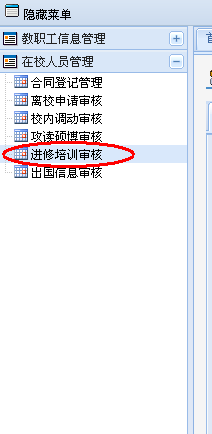 隐藏菜单
教职工信息管理
在校人员管理
合同登记管理
离校申请审核
校内调动审核
攻读硕博审核
进修培训审核
出国信息审核